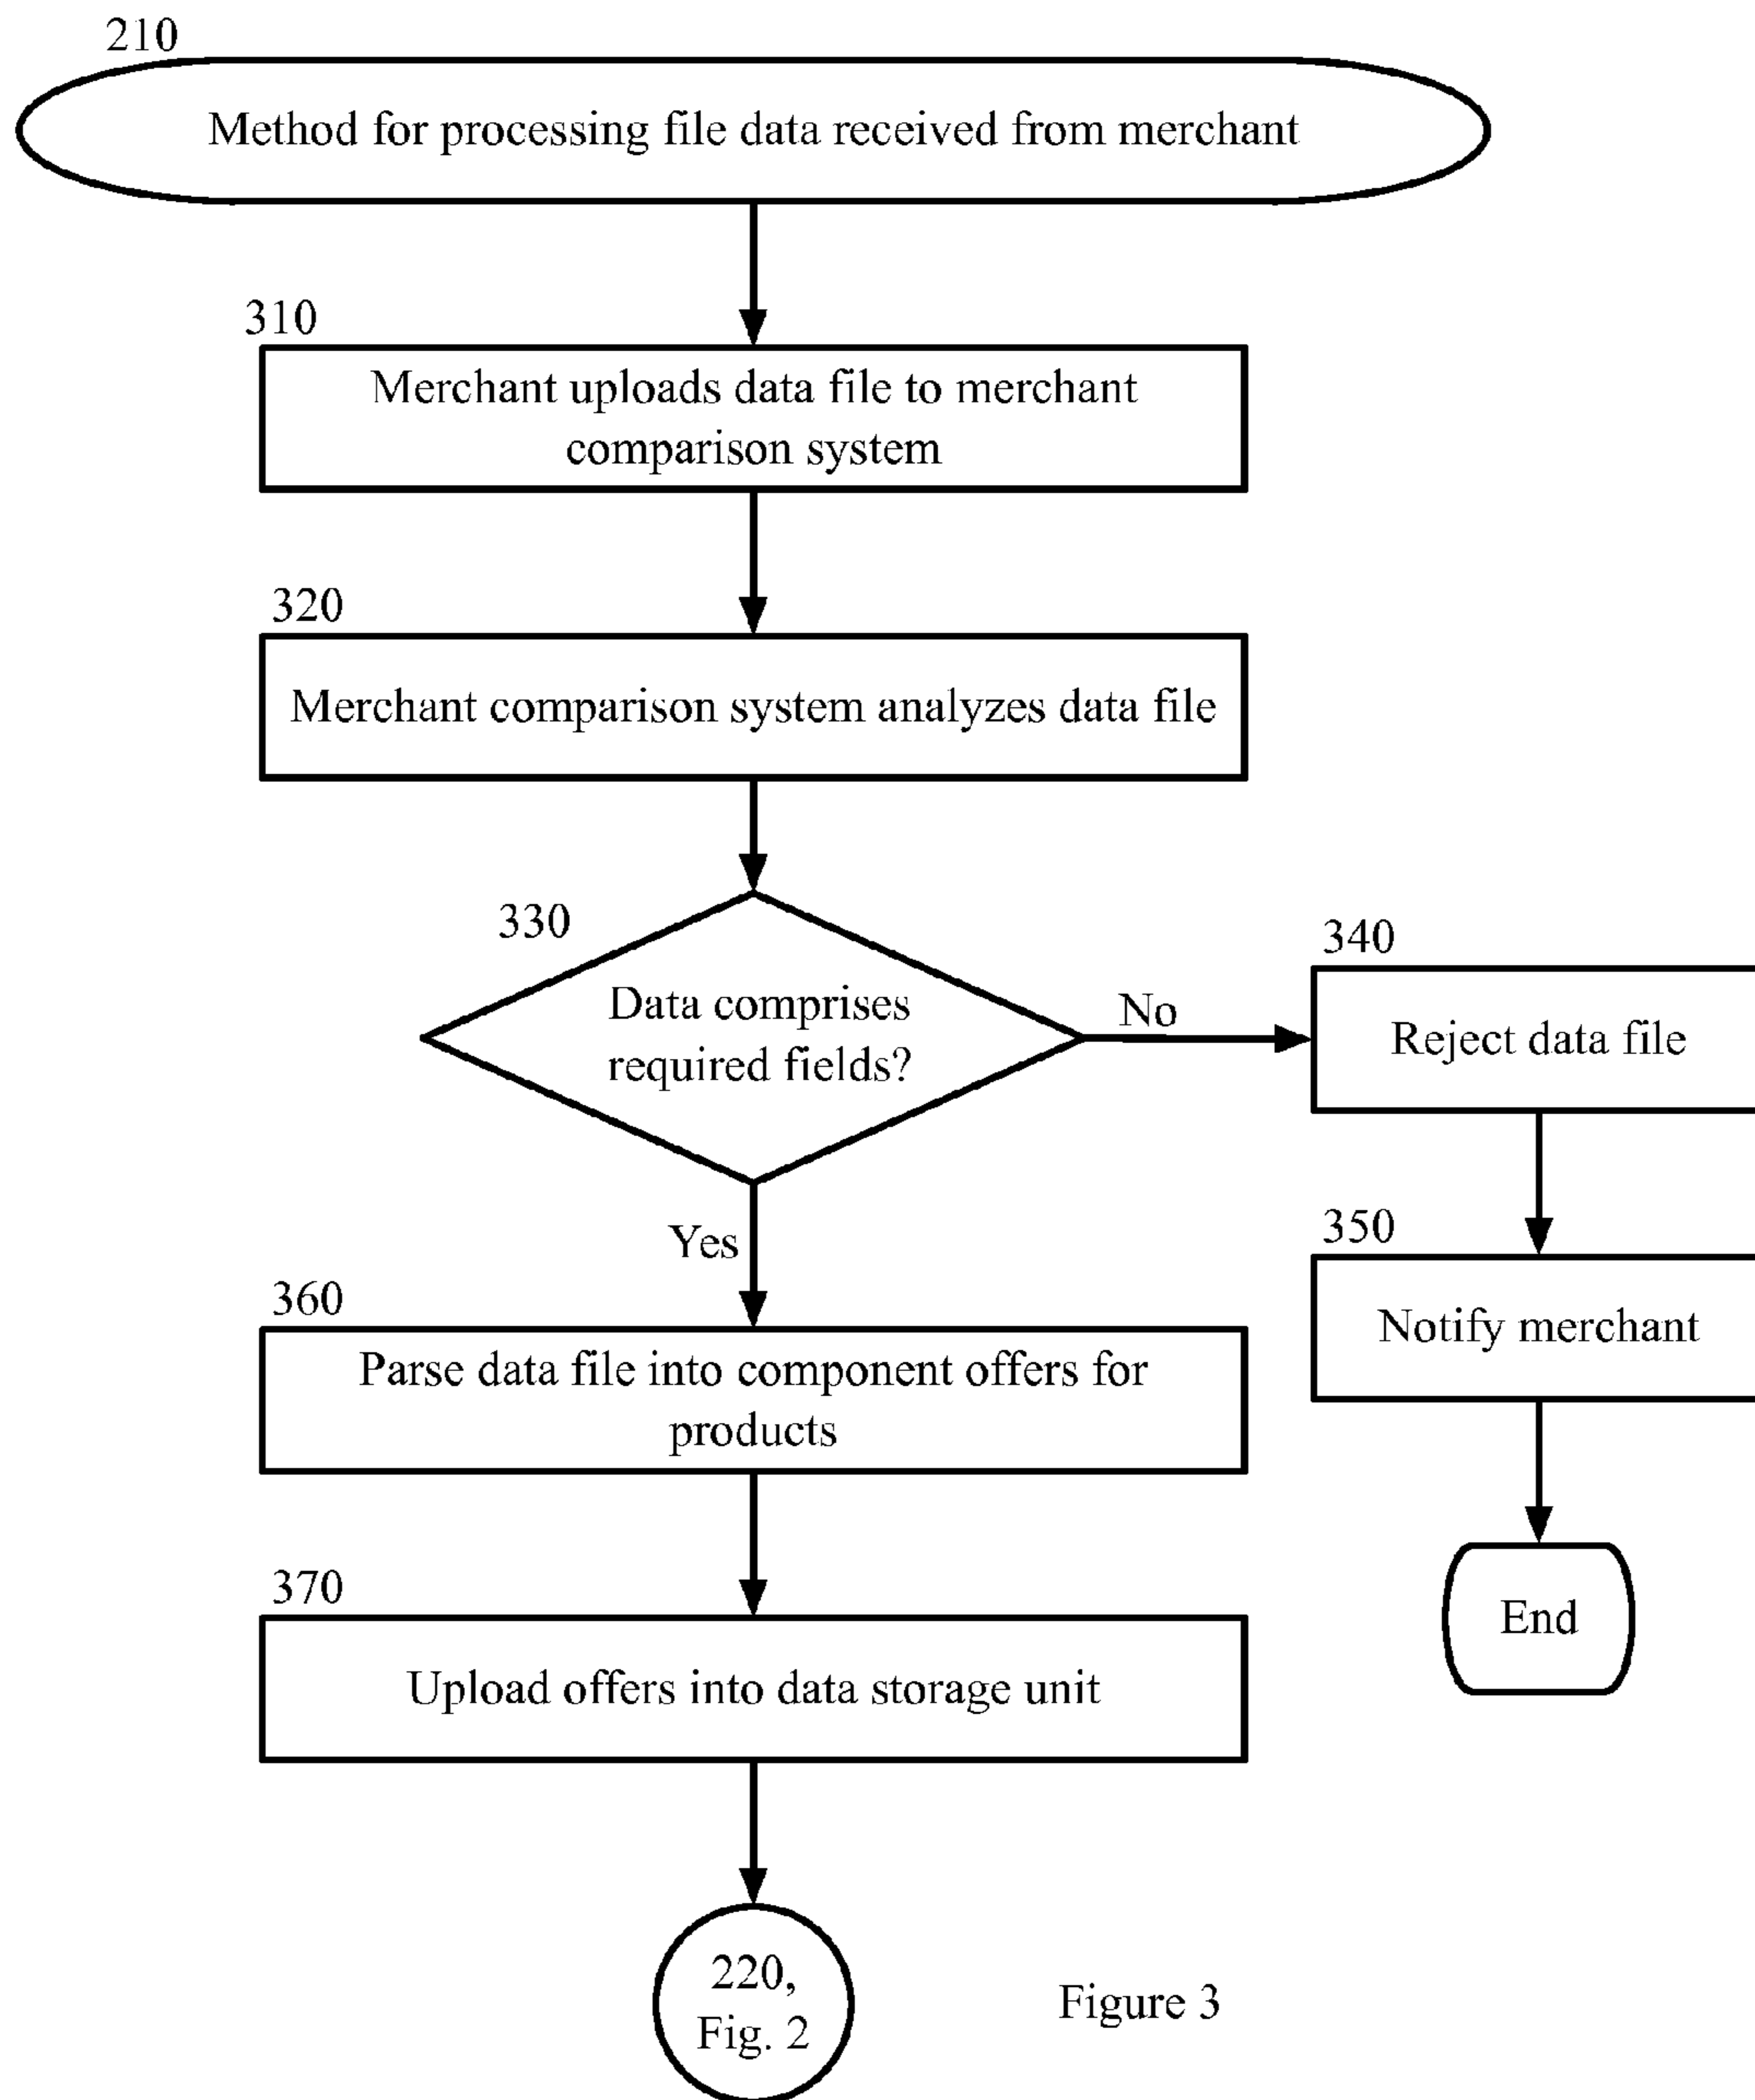 210
Method for processing file data received from merchant
310
Merchant uploads data file to merchant
comparison system
320
Merchant comparison system analyzes data file
330
Data comprises
required fields?
No
340
Reject data file
Yes
350
Notify merchant
360
Parse data file into component offers for
products
370
Upload offers into data storage unit
End
220,
Fig. 2
Figure 3